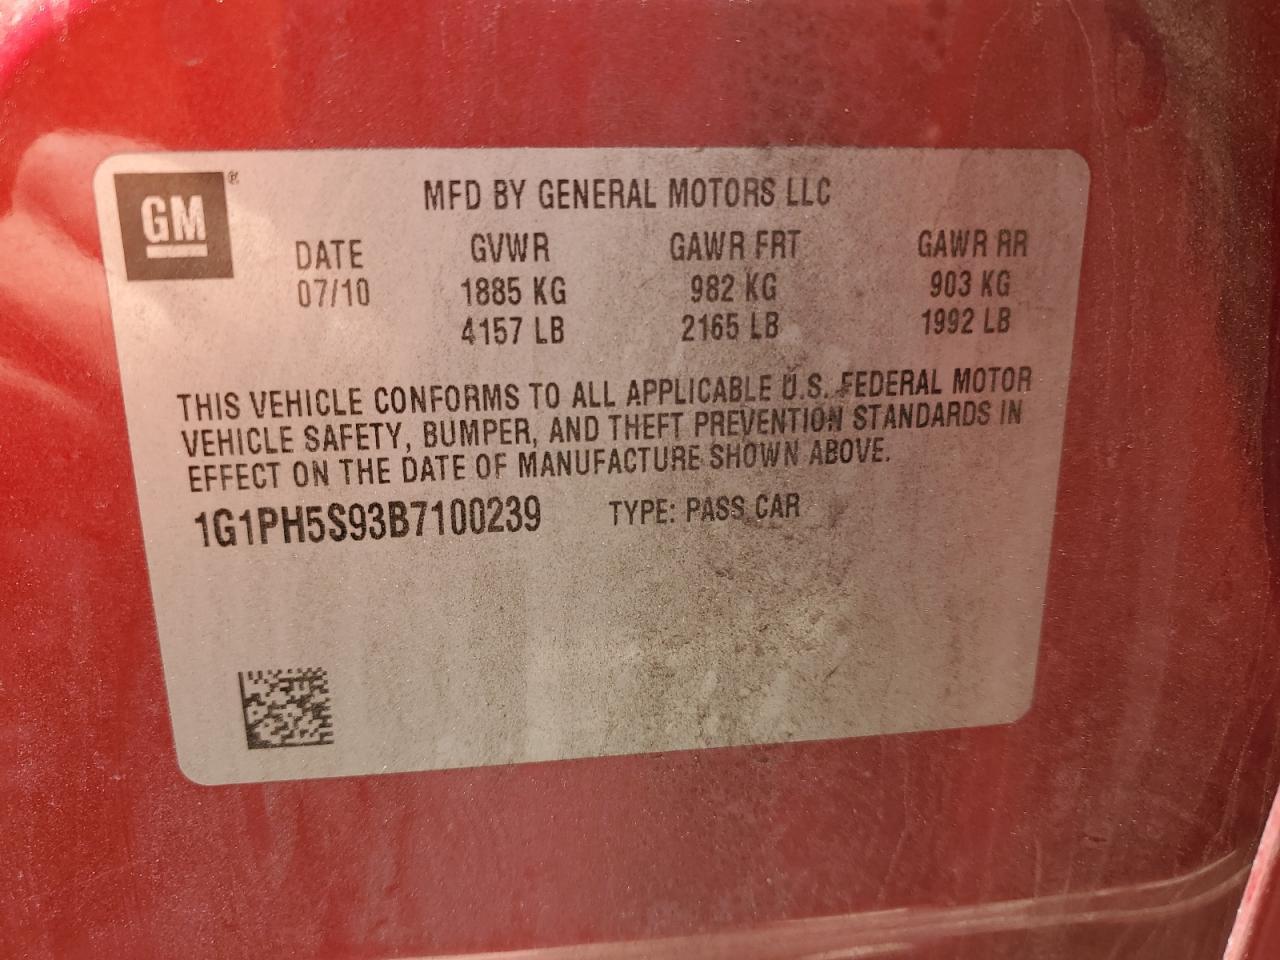 GM ®
MFD BY GENERAL MOTORS LLC
DATE GVWR GAWR FRT GAWR RR
07/10 1885 KG 982 KG 903 KG
4157 LB 2165 LB 1992 LB
THIS VEHICLE CONFORMS TO ALL APPLICABLE U.S. FEDERAL MOTOR
VEHICLE SAFETY, BUMPER, AND THEFT PREVENTION STANDARDS IN
EFFECT ON THE DATE OF MANUFACTURE SHOWN ABOVE.
1G1PH5S93B7100239 TYPE: PASS CAR